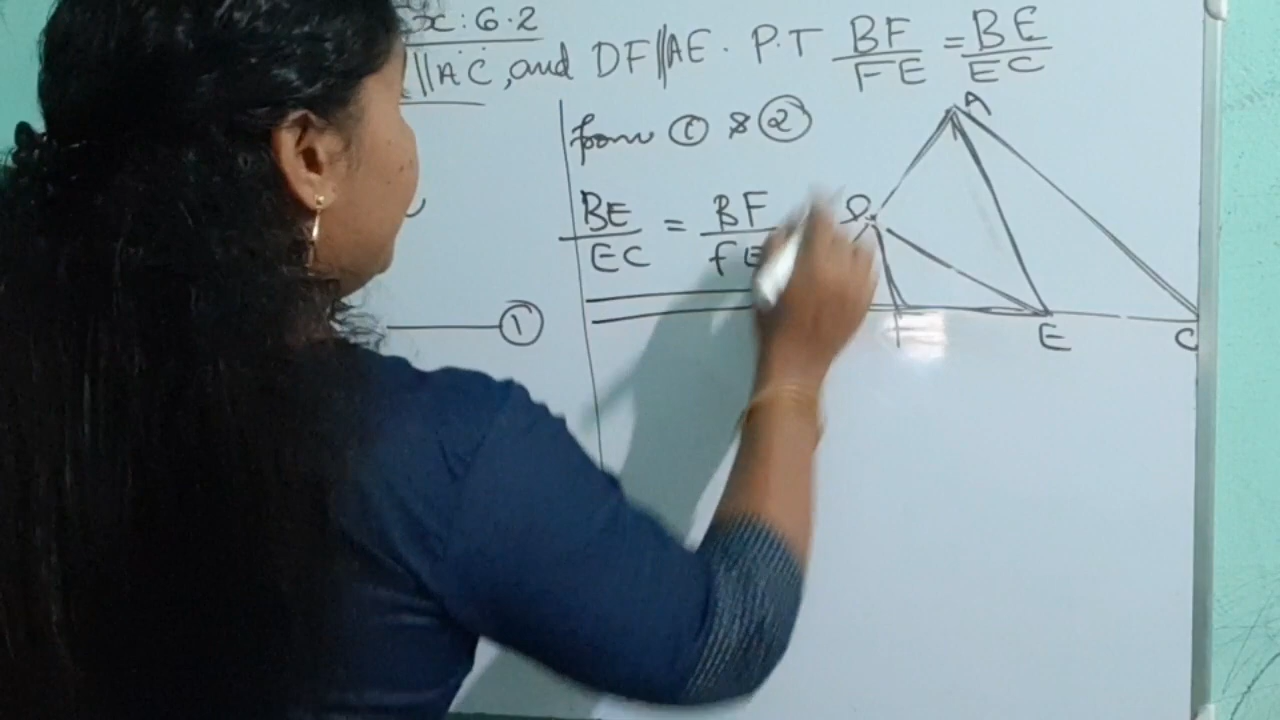 x: 6.2
||AC, and DF||AE. P.T BF/FE = BE/EC
from ① & ②
BE/EC = BF/FE
①
A
D
E
C